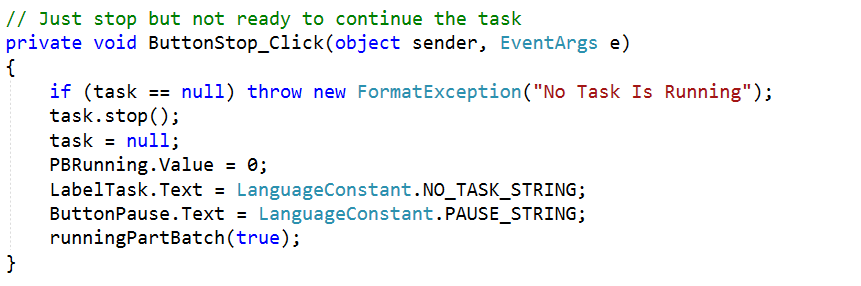 // Just stop but not ready to continue the task
private void ButtonStop_Click(object sender, EventArgs e)
{
    if (task == null) throw new FormatException("No Task Is Running");
    task.stop();
    task = null;
    PBRunning.Value = 0;
    LabelTask.Text = LanguageConstant.NO_TASK_STRING;
    ButtonPause.Text = LanguageConstant.PAUSE_STRING;
    runningPartBatch(true);
}